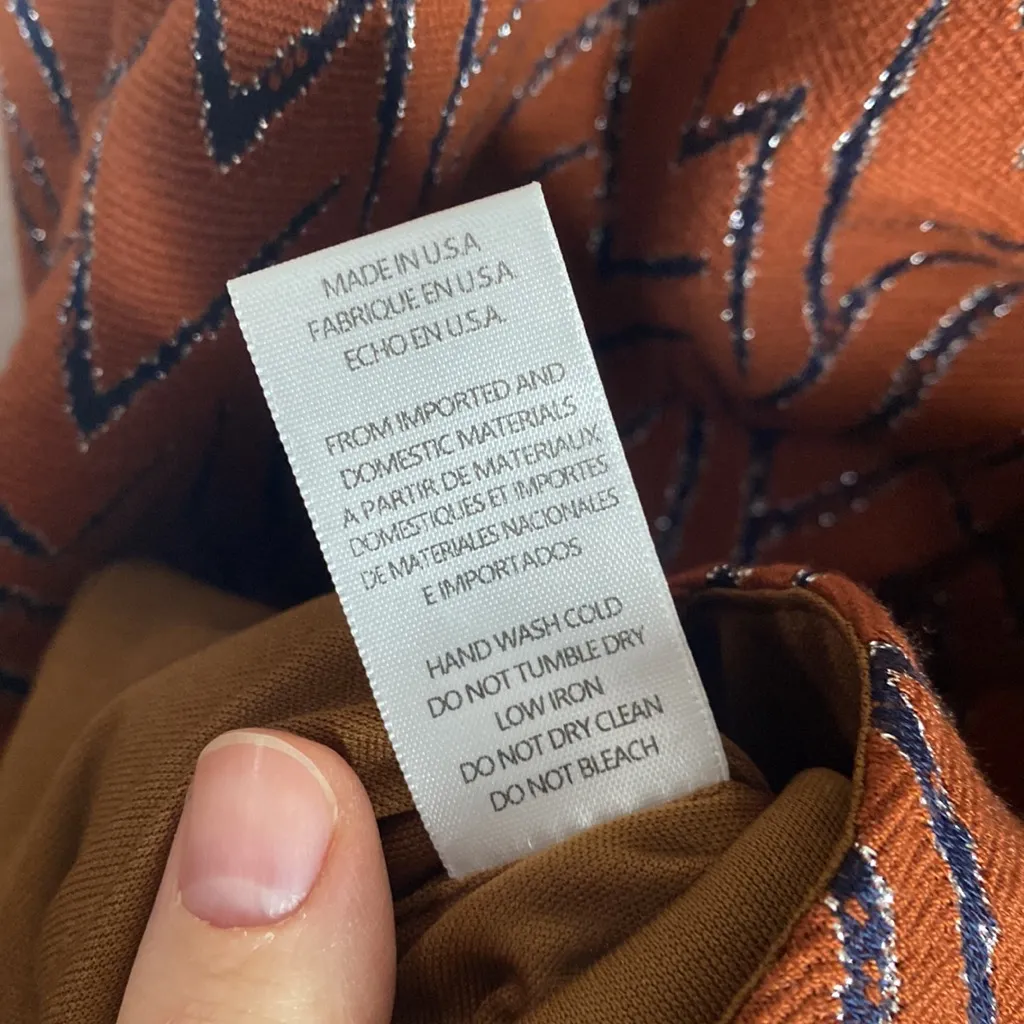 MADE IN U.S.A
FABRIQUE EN U.S.A
ECHO EN U.S.A.
FROM IMPORTED AND
DOMESTIC MATERIALS
A PARTIR DE MATERIAUX
DOMESTIQUES ET IMPORTES
DE MATERIALES NACIONALES
E IMPORTADOS
HAND WASH COLD
DO NOT TUMBLE DRY
LOW IRON
DO NOT DRY CLEAN
DO NOT BLEACH